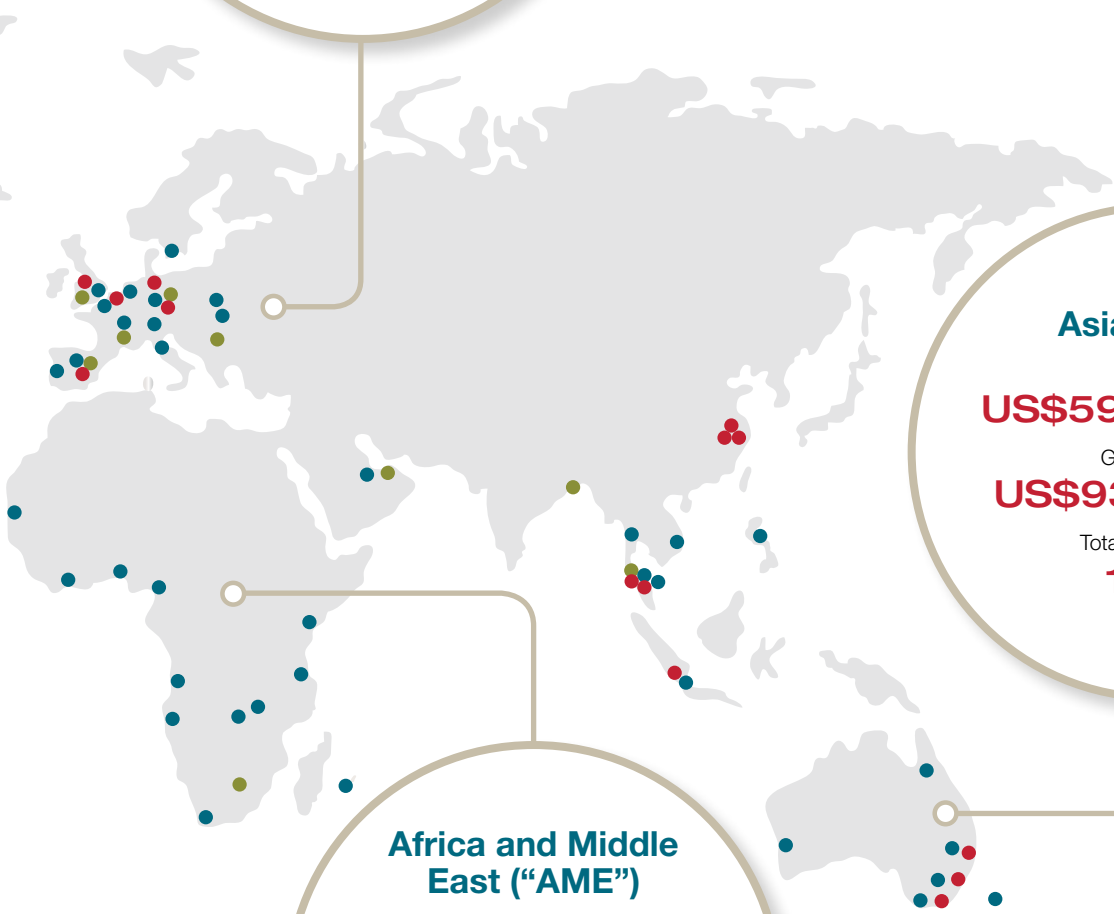 Asia
US$59
G
US$93
Tota
Africa and Middle
East (“AME”)